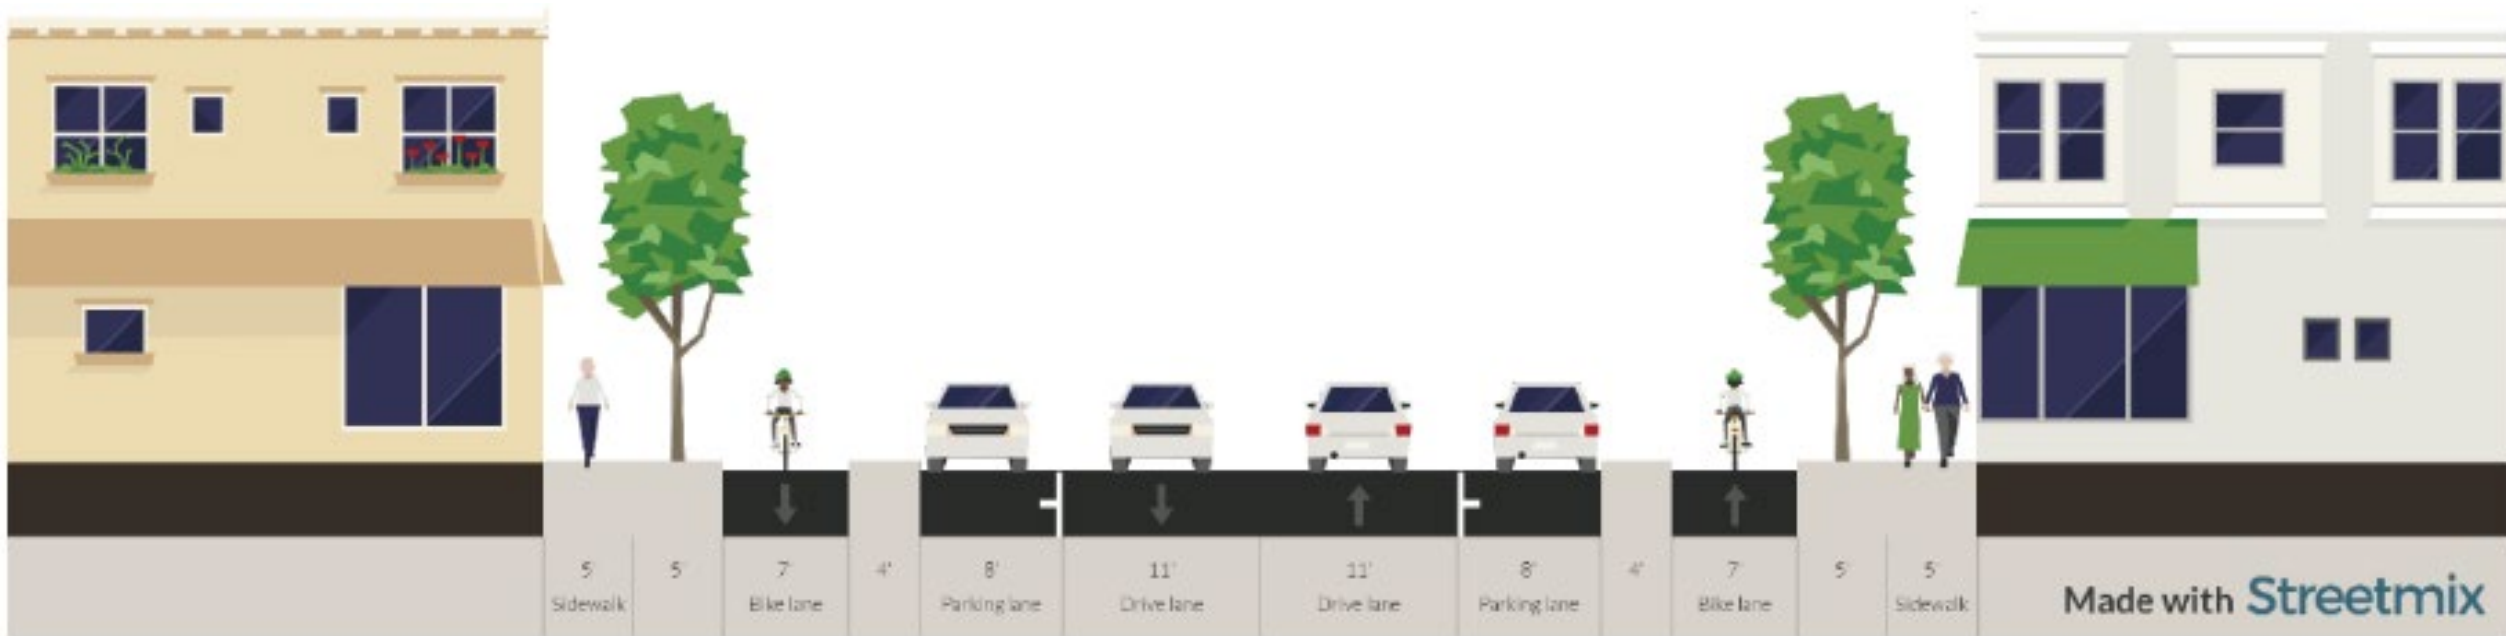 5' 5' 7' 4' 8' 11' 11' 8' 4' 7' 5' 5'
Sidewalk Bike lane Parking lane Drive lane Drive lane Parking lane Bike lane Sidewalk
Made with Streetmix